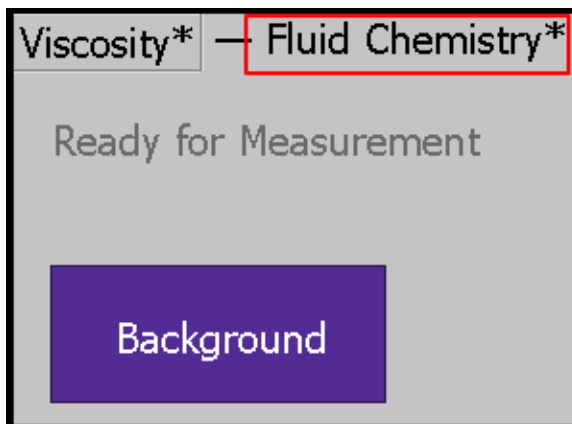 Viscosity* — Fluid Chemistry*
Ready for Measurement
Background